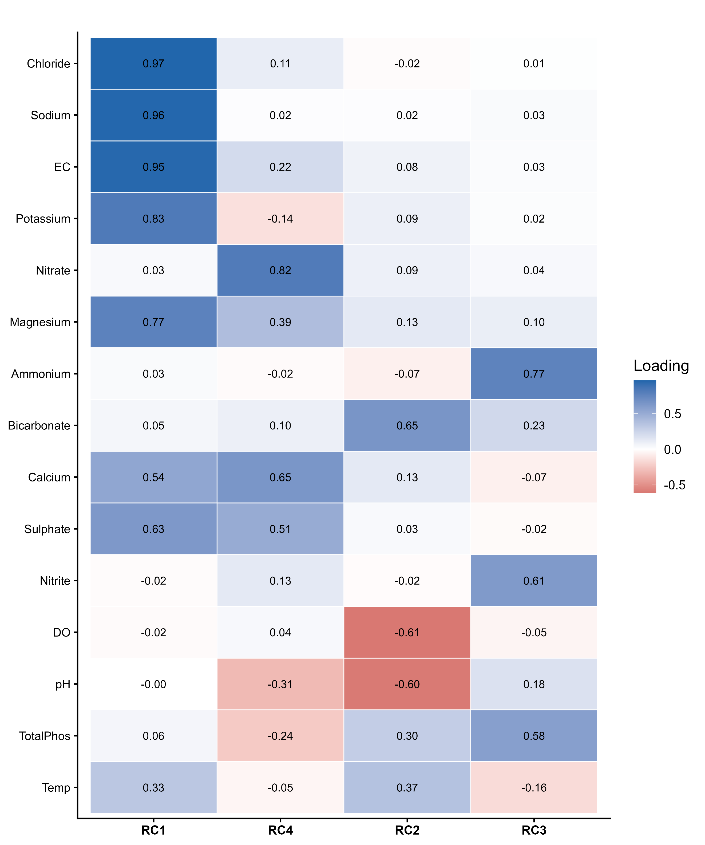 Chloride 0.97 0.11 -0.02 0.01
Sodium 0.96 0.02 0.02 0.03
EC 0.95 0.22 0.08 0.03
Potassium 0.83 -0.14 0.09 0.02
Nitrate 0.03 0.82 0.09 0.04
Magnesium 0.77 0.39 0.13 0.10
Ammonium 0.03 -0.02 -0.07 0.77
Bicarbonate 0.05 0.10 0.65 0.23
Calcium 0.54 0.65 0.13 -0.07
Sulphate 0.63 0.51 0.03 -0.02
Nitrite -0.02 0.13 -0.02 0.61
DO -0.02 0.04 -0.61 -0.05
pH -0.00 -0.31 -0.60 0.18
TotalPhos 0.06 -0.24 0.30 0.58
Temp 0.33 -0.05 0.37 -0.16
RC1 RC4 RC2 RC3
Loading
0.5
0.0
-0.5